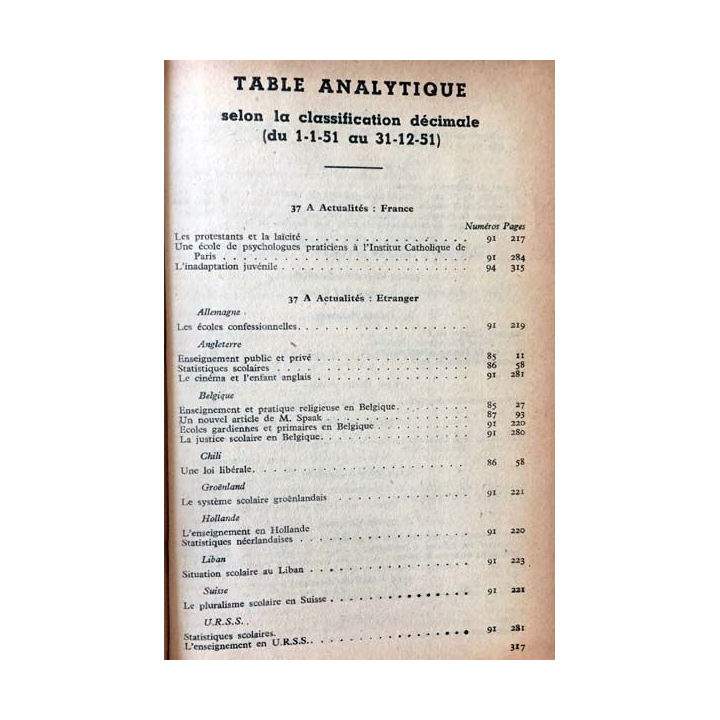 TABLE ANALYTIQUE
selon la classification décimale
(du 1-1-51 au 31-12-51)
37 A Actualités : France
Numéros Pages
Les protestants et la laïcité . . . . . . . . . . . . . . . 91 217
Une école de psychologues praticiens à l'Institut Catholique de
Paris . . . . . . . . . . . . . . . . . . . . . . 91 284
L'inadaptation juvénile . . . . . . . . . . . . . . . . . 94 315
37 A Actualités : Etranger
Allemagne
Les écoles confessionnelles. . . . . . . . . . . . . . . 91 219
Angleterre
Enseignement public et privé . . . . . . . . . . . . . . 85 11
Statistiques scolaires . . . . . . . . . . . . . . . . . 86 58
Le cinéma et l'enfant anglais . . . . . . . . . . . . . . 91 281
Belgique
Enseignement et pratique religieuse en Belgique. . . . . . . 85 27
Un nouvel article de M. Spaak . . . . . . . . . . . . . 87 93
Ecoles gardiennes et primaires en Belgique . . . . . . . . 91 220
La justice scolaire en Belgique. . . . . . . . . . . . . 91 280
Chili
Une loi libérale. . . . . . . . . . . . . . . . . . . . 86 58
Groënland
Le système scolaire groënlandais . . . . . . . . . . . . 91 221
Hollande
L'enseignement en Hollande
Statistiques néerlandaises . . . . . . . . . . . . . . . 91 220
Liban
Situation scolaire au Liban . . . . . . . . . . . . . . . 91 223
Suisse
Le pluralisme scolaire en Suisse . . . . . . . . . . . . . 91 221
U.R.S.S. .
Statistiques scolaires. 91 281
L'enseignement en U.R.S.S.. . . . . . . . . . . . . . . 317